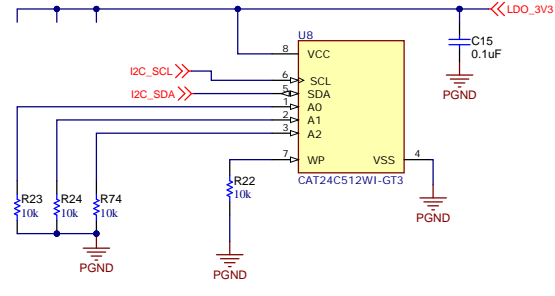 LDO_3V3
U8
8
VCC
C15
0.1uF
PGND
I2C_SCL
6
SCL
I2C_SDA
5
SDA
1
A0
2
A1
3
A2
7
WP
VSS
4
CAT24C512WI-GT3
R23
10k
R24
10k
R74
10k
R22
10k
PGND
PGND
PGND